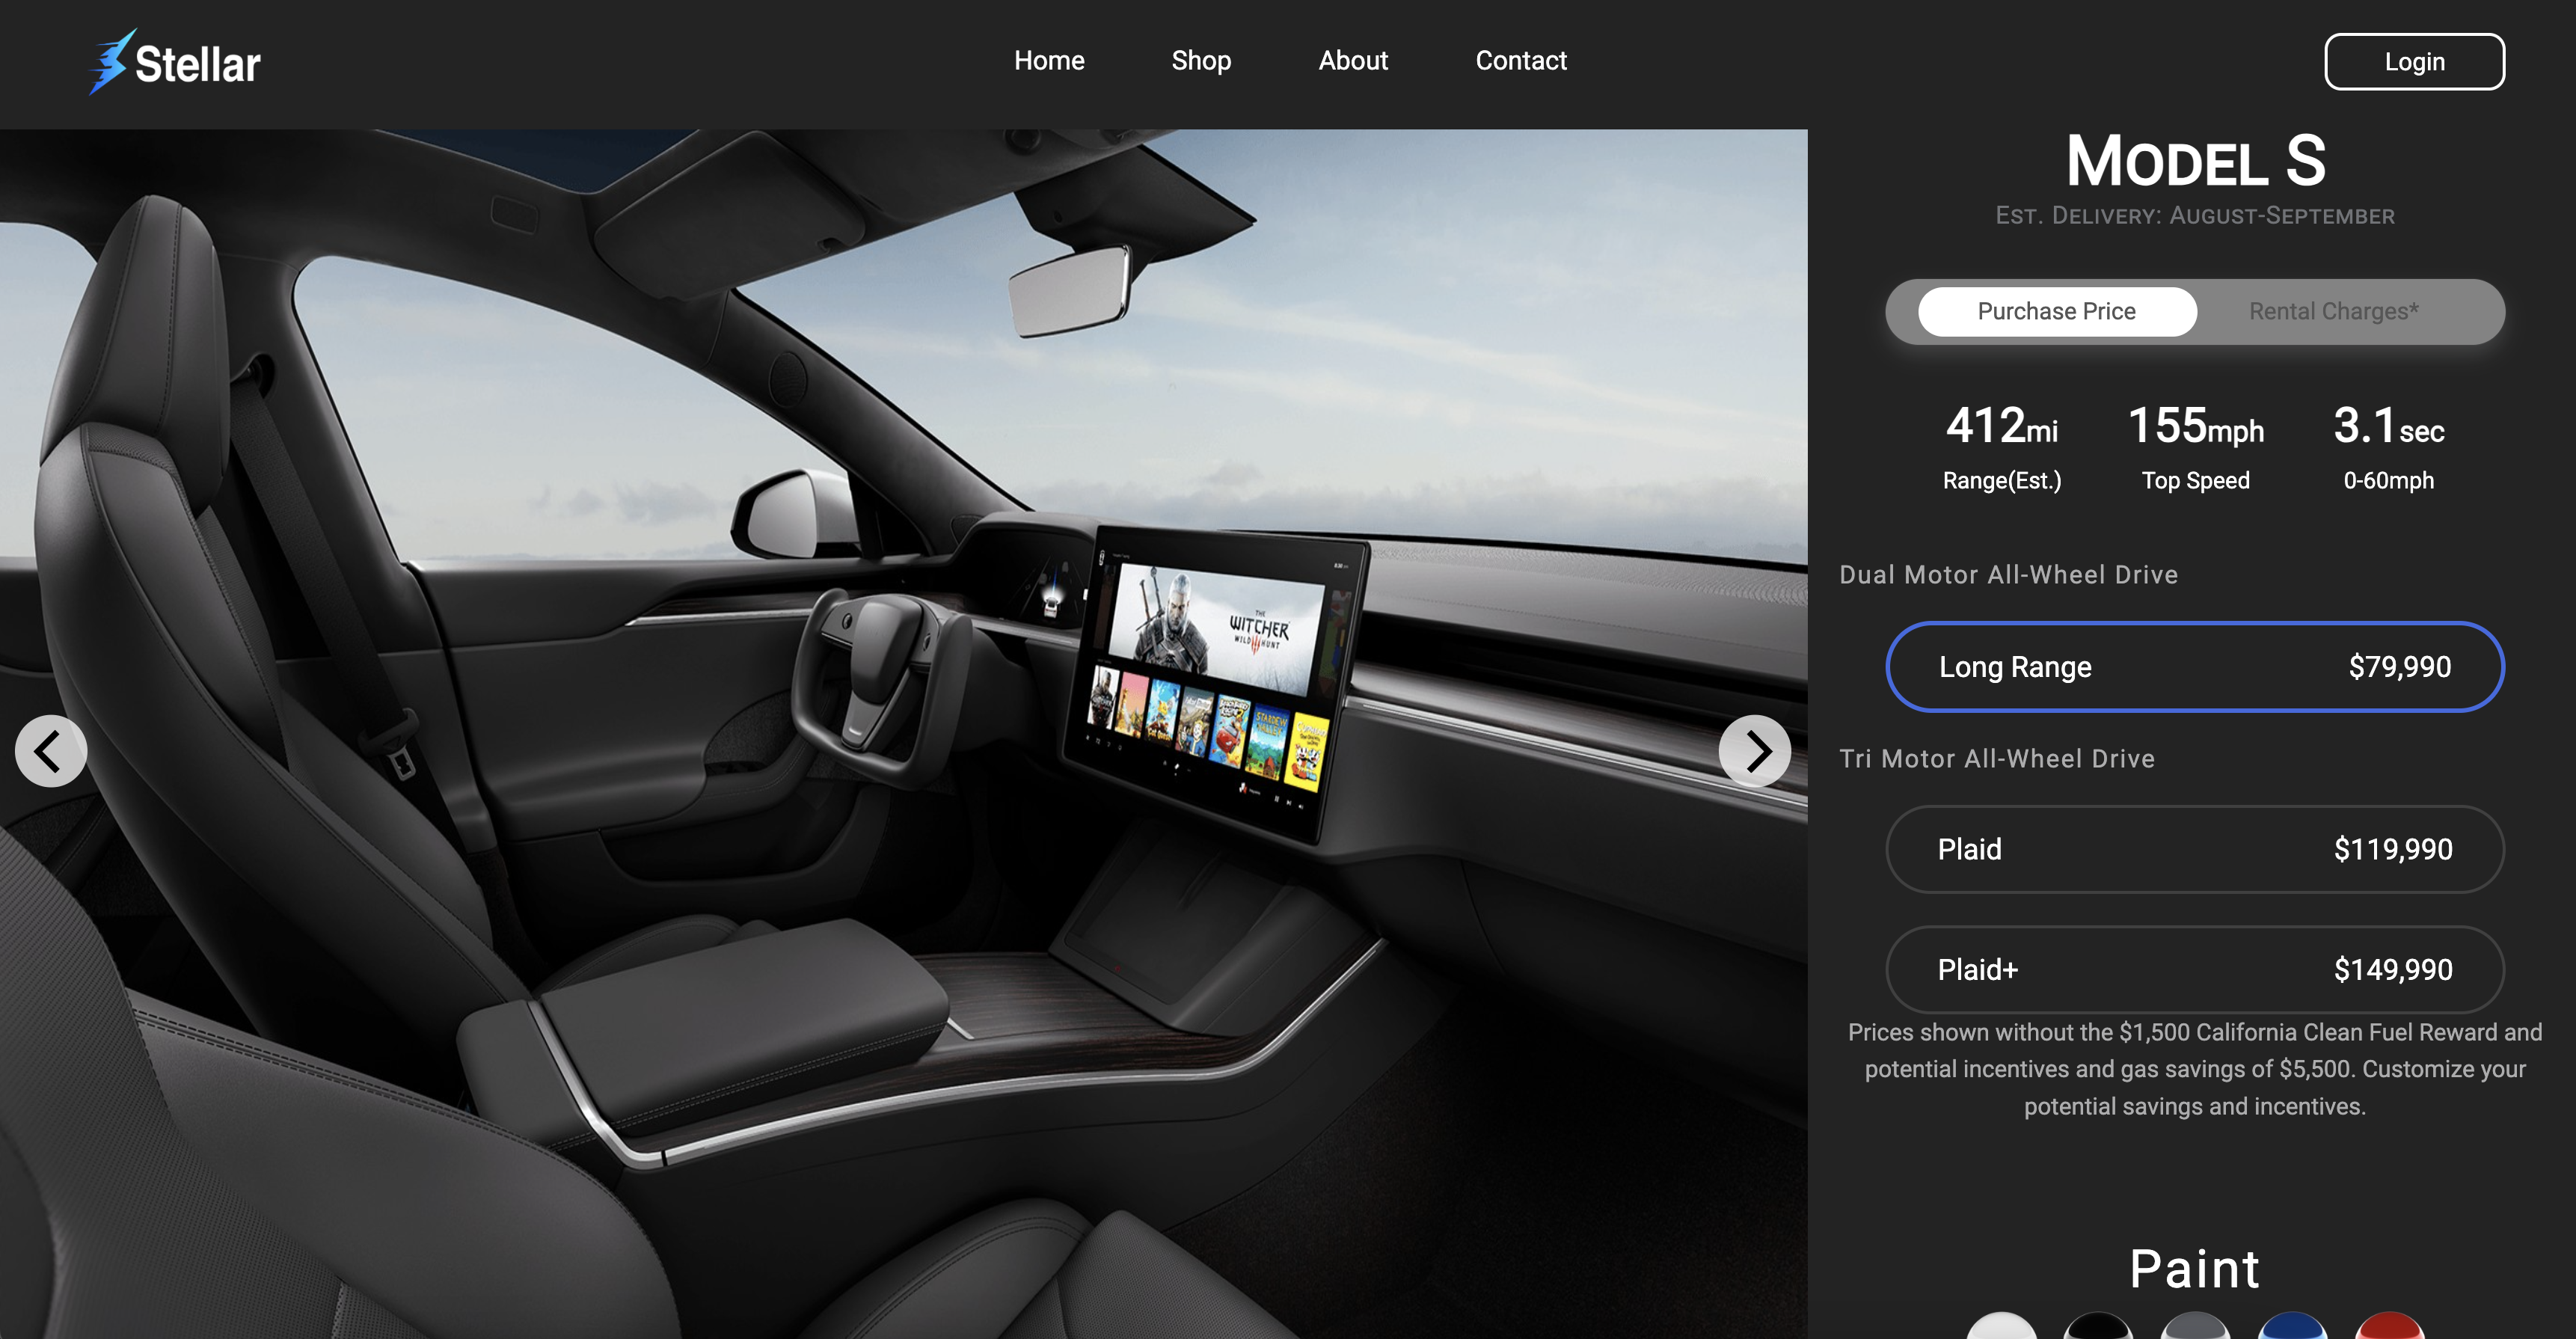 Stellar
Home
Shop
About
Contact
Login
MODEL S
EST. DELIVERY: AUGUST-SEPTEMBER
Purchase Price
Rental Charges*
412mi
155mph
3.1sec
Range(Est.)
Top Speed
0-60mph
THE
WITCHER
WILD HUNT
STARDEW
VALLEY
Dual Motor All-Wheel Drive
Long Range
$79,990
Tri Motor All-Wheel Drive
Plaid
$119,990
Plaid+
$149,990
Prices shown without the $1,500 California Clean Fuel Reward and
potential incentives and gas savings of $5,500. Customize your
potential savings and incentives.
Paint